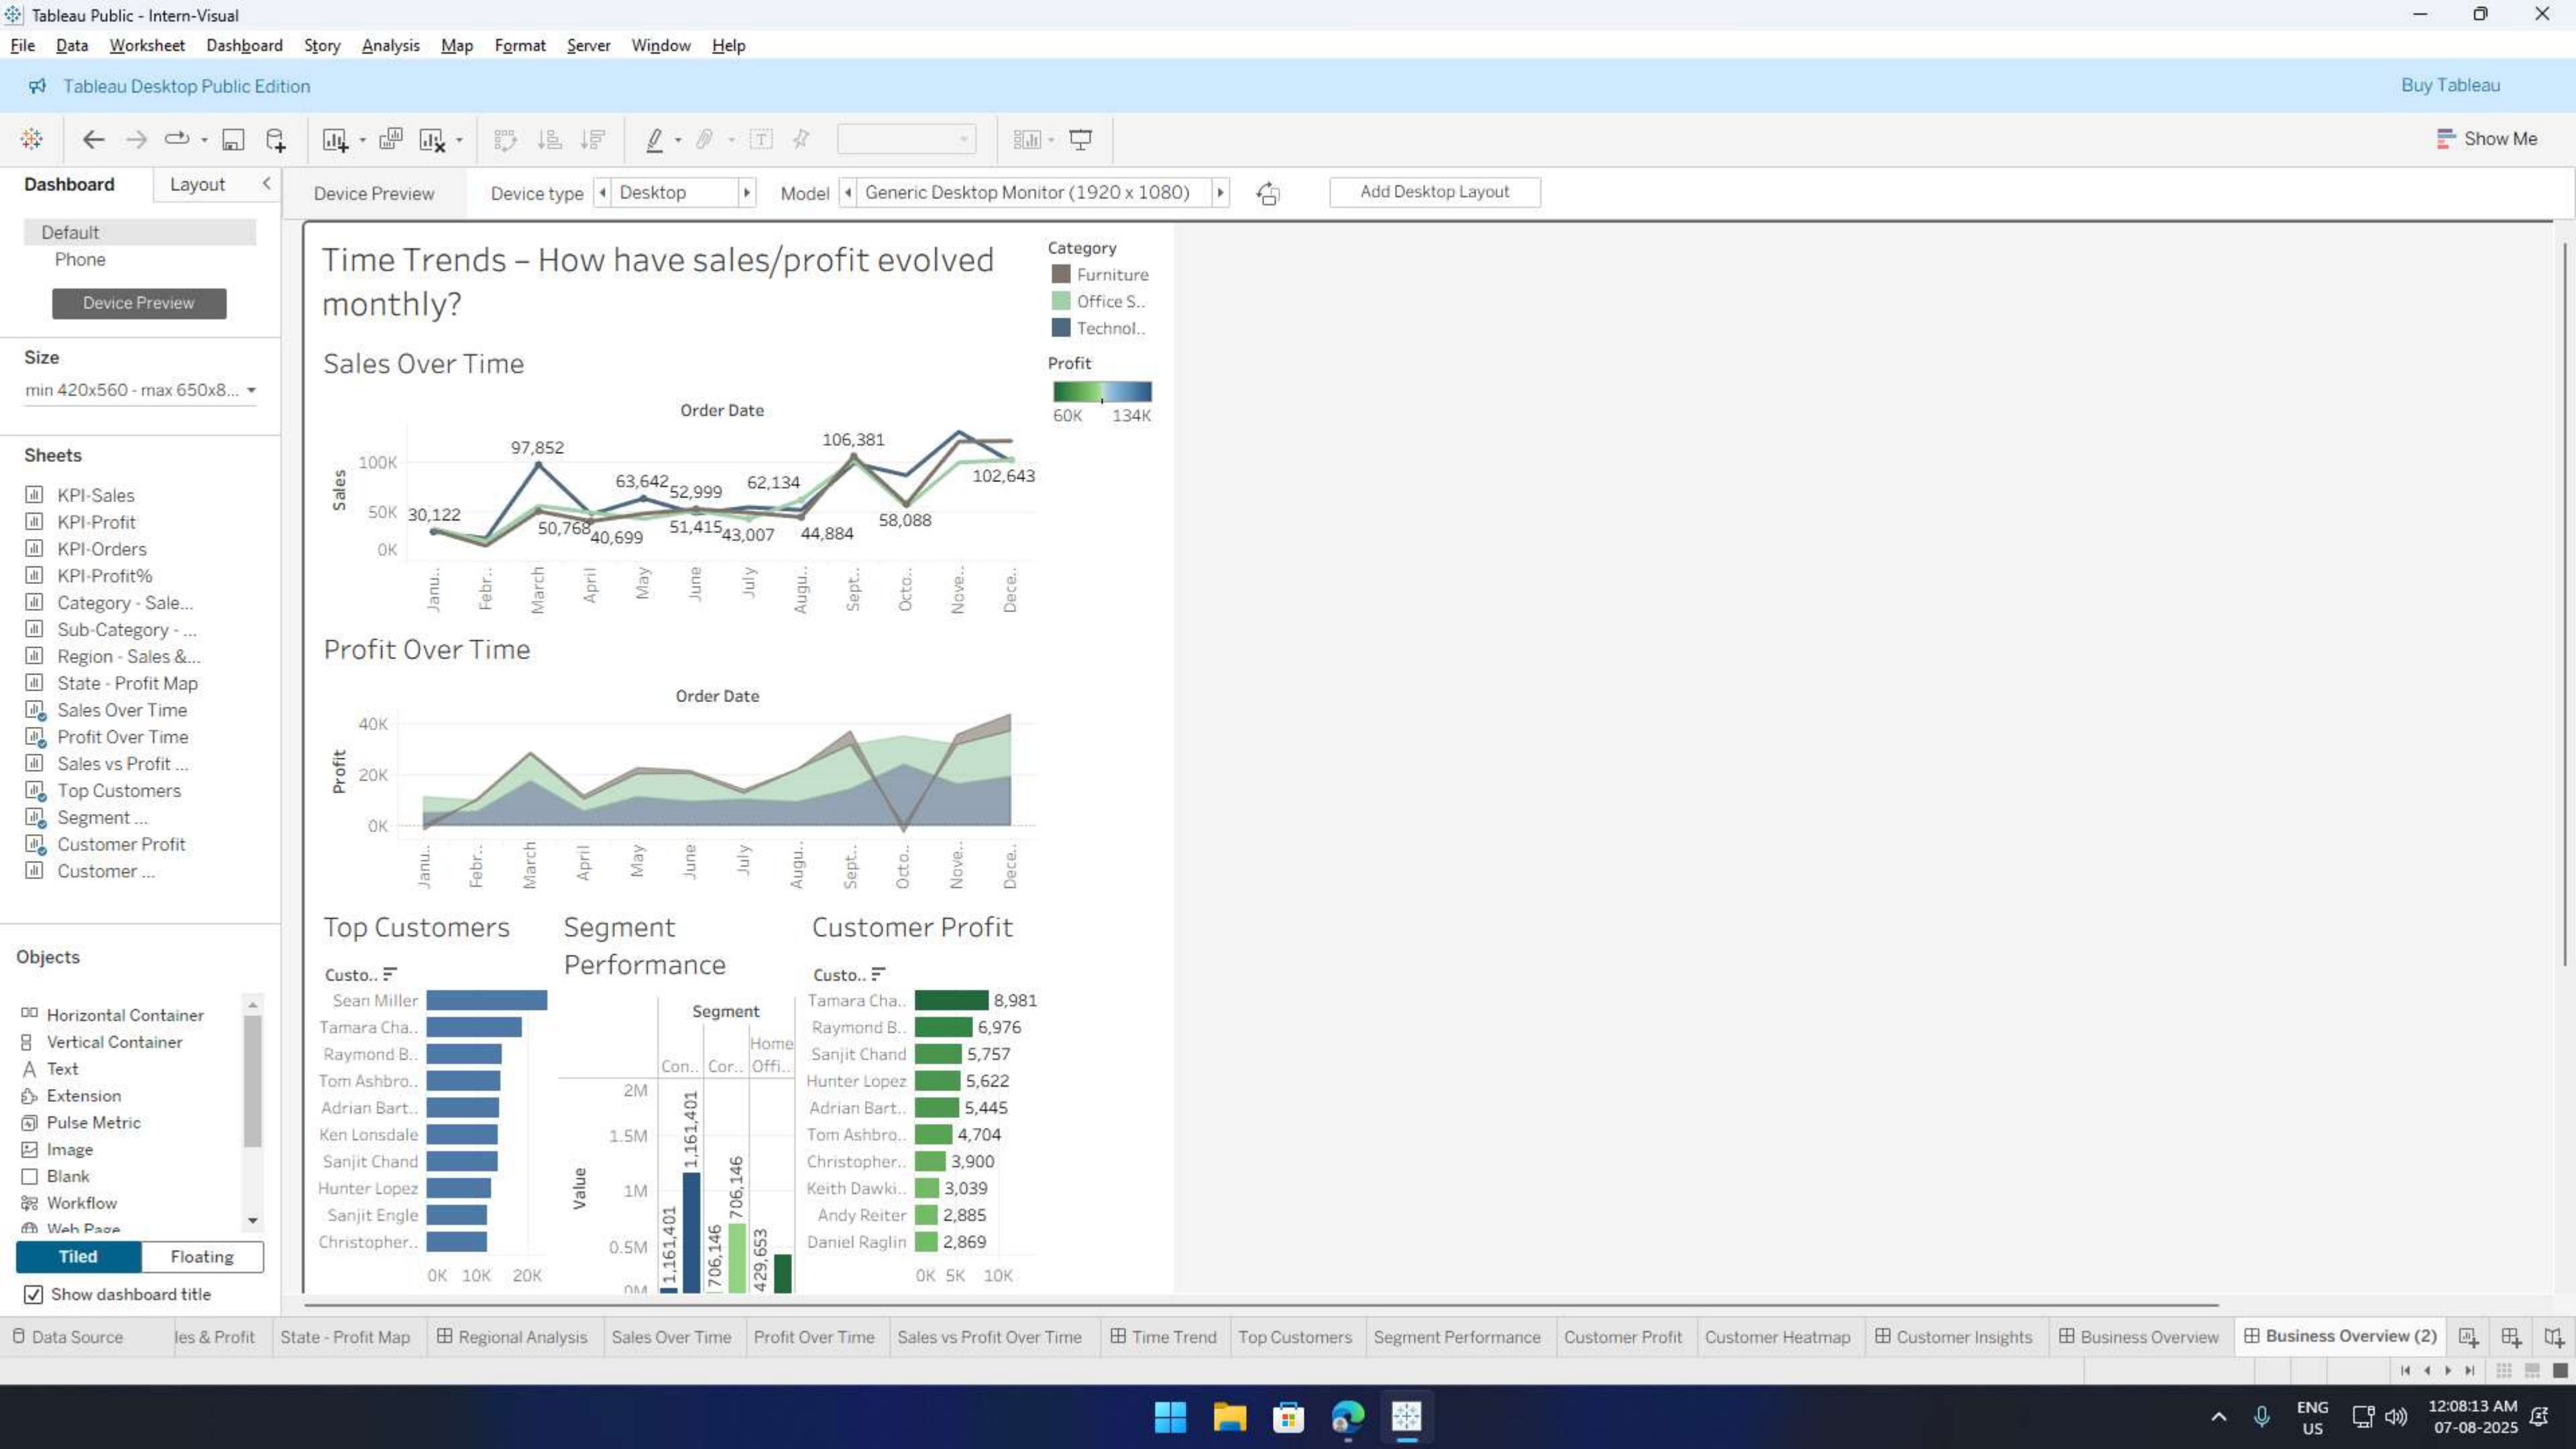 Tableau Public - Intern-Visual
File Data Worksheet Dashboard Story Analysis Map Format Server Window Help
Tableau Desktop Public Edition
Buy Tableau
Show Me
Dashboard Layout
Device Preview Device type Desktop Model Generic Desktop Monitor (1920 x 1080) Add Desktop Layout
Default
Phone
Device Preview
Size
min 420x560 - max 650x8...
Sheets
KPI-Sales
KPI-Profit
KPI-Orders
KPI-Profit%
Category - Sale...
Sub-Category - ...
Region - Sales &...
State - Profit Map
Sales Over Time
Profit Over Time
Sales vs Profit ...
Top Customers
Segment ...
Customer Profit
Customer ...
Objects
Horizontal Container
Vertical Container
Text
Extension
Pulse Metric
Image
Blank
Workflow
Web Page
Tiled Floating
Show dashboard title
Time Trends – How have sales/profit evolved
monthly?
Category
Furniture
Office S..
Technol..
Profit
60K 134K
Sales Over Time
Order Date
Sales
100K
50K
0K
30,122
97,852
50,768
40,699
63,642
52,999
51,415
43,007
62,134
44,884
106,381
58,088
102,643
Janu.. Febr.. March April May June July Augu.. Sept.. Octo.. Nove.. Dece..
Profit Over Time
Order Date
Profit
40K
20K
0K
Janu.. Febr.. March April May June July Augu.. Sept.. Octo.. Nove.. Dece..
Top Customers
Custo..
Sean Miller
Tamara Cha..
Raymond B..
Tom Ashbro..
Adrian Bart..
Ken Lonsdale
Sanjit Chand
Hunter Lopez
Sanjit Engle
Christopher..
0K 10K 20K
Segment
Performance
Segment
Con.. Cor.. Home
Offi..
Value
2M
1.5M
1M
0.5M
0M
1,161,401
1,161,401
706,146
706,146
429,653
Customer Profit
Custo..
Tamara Cha.. 8,981
Raymond B.. 6,976
Sanjit Chand 5,757
Hunter Lopez 5,622
Adrian Bart.. 5,445
Tom Ashbro.. 4,704
Christopher.. 3,900
Keith Dawki.. 3,039
Andy Reiter 2,885
Daniel Raglin 2,869
0K 5K 10K
Data Source les & Profit State - Profit Map Regional Analysis Sales Over Time Profit Over Time Sales vs Profit Over Time Time Trend Top Customers Segment Performance Customer Profit Customer Heatmap Customer Insights Business Overview Business Overview (2)
ENG
US
12:08:13 AM
07-08-2025